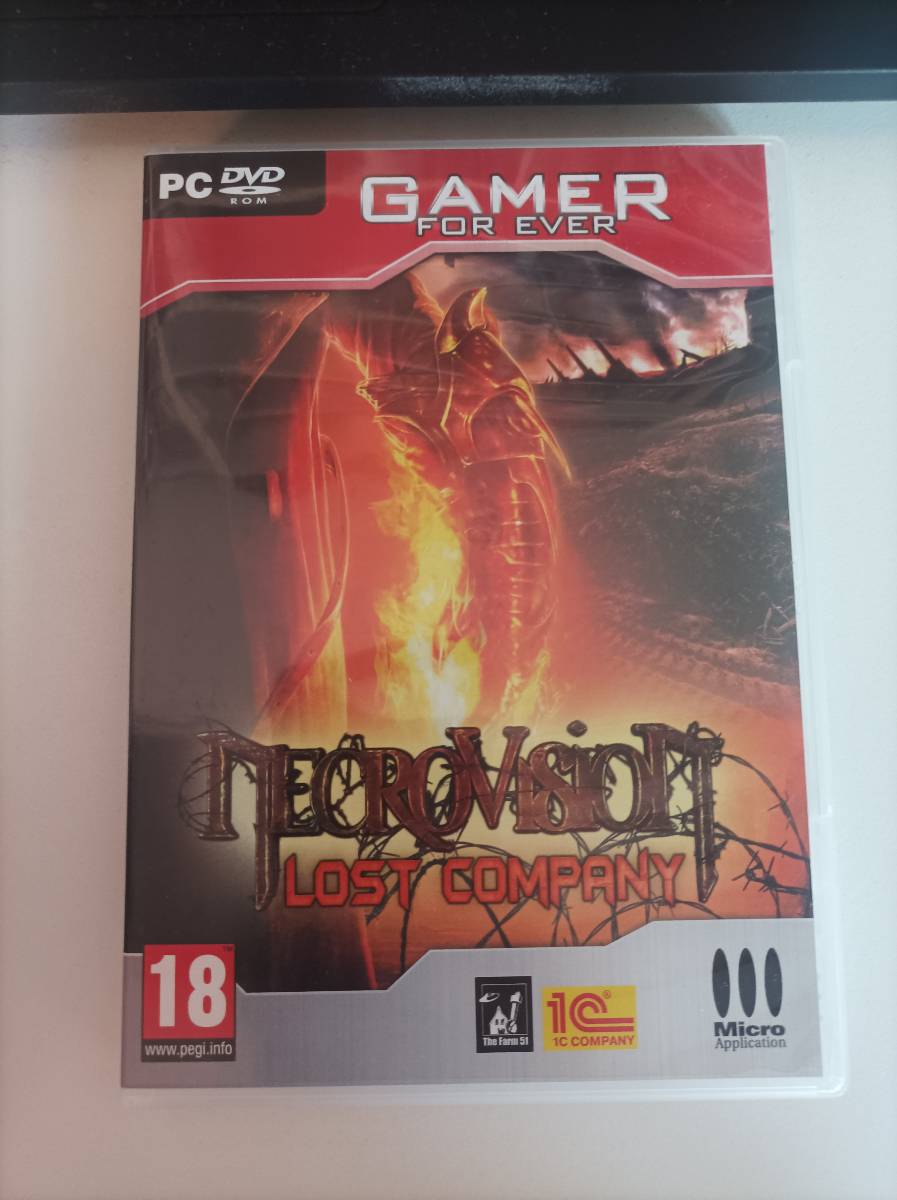 PC DVD
ROM
GAMER
FOR EVER
NECROVISION
LOST COMPANY
18
™
www.pegi.info
The Farm 51
1C®
1C COMPANY
Micro
Application